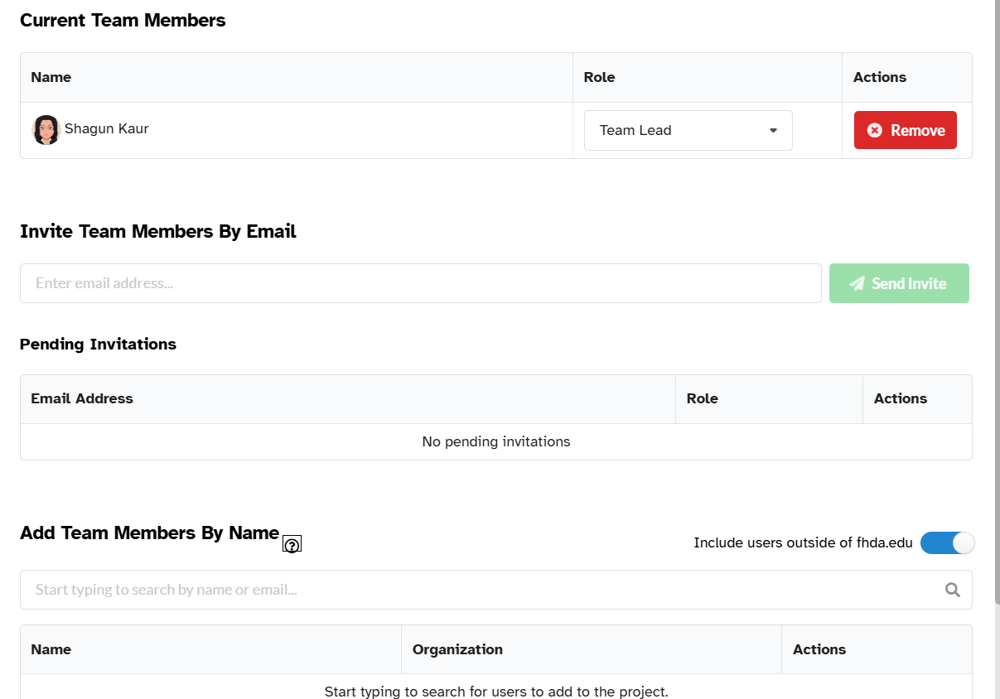 Current Team Members
Name Role Actions
Shagun Kaur Team Lead Remove
Invite Team Members By Email
Enter email address... Send Invite
Pending Invitations
Email Address Role Actions
No pending invitations
Add Team Members By Name
Include users outside of fhda.edu
Start typing to search by name or email...
Name Organization Actions
Start typing to search for users to add to the project.